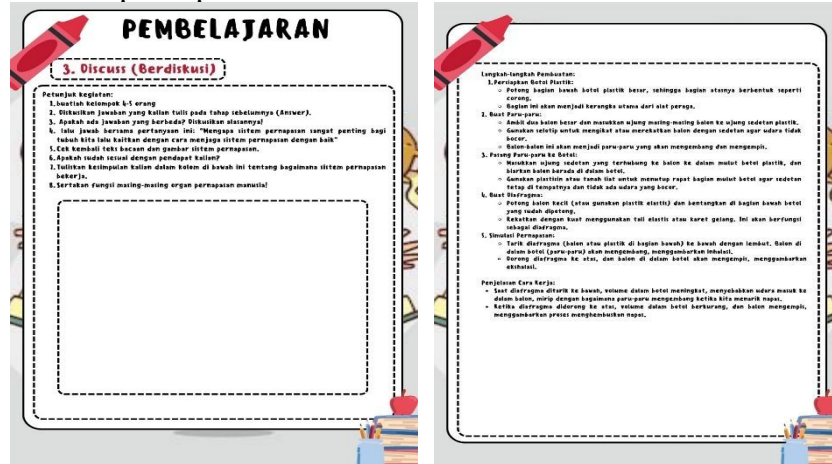 PEMBELAJARAN
3. Discuss (Berdiskusi)
Petunjuk kegiatan:
1. buatlah kelompok 4-5 orang
2. Diskusikan jawaban yang kalian tulis pada tahap sebelumnya (Answer).
3. Apakah ada jawaban yang berbeda? Diskusikan alasannya!
4. lalu jawab bersama pertanyaan ini: "Mengapa sistem pernapasan sangat penting bagi
tubuh kita lalu kaitkan dengan cara menjaga sistem pernapasan dengan baik"
5. Cek kembali teks bacaan dan gambar sistem pernapasan.
6. Apakah sudah sesuai dengan pendapat kalian?
7. Tuliskan kesimpulan kalian dalam kolom di bawah ini tentang bagaimana sistem pernapasan
bekerja.
8. Sertakan fungsi masing-masing organ pernapasan manusia!
Langkah-langkah Pembuatan:
1. Persiapkan Botol Plastik:
○ Potong bagian bawah botol plastik besar, sehingga bagian atasnya berbentuk seperti
corong.
○ Bagian ini akan menjadi kerangka utama dari alat peraga.
2. Buat Paru-paru:
○ Ambil dua balon besar dan masukkan ujung masing-masing balon ke ujung sedotan plastik.
○ Gunakan selotip untuk mengikat atau merekatkan balon dengan sedotan agar udara tidak
bocor.
○ Balon-balon ini akan menjadi paru-paru yang akan mengembang dan mengempis.
3. Pasang Paru-paru ke Botol:
○ Masukkan ujung sedotan yang terhubung ke balon ke dalam mulut botol plastik, dan
biarkan balon berada di dalam botol.
○ Gunakan plastisin atau tanah liat untuk menutup rapat bagian mulut botol agar sedotan
tetap di tempatnya dan tidak ada udara yang bocor.
4. Buat Diafragma:
○ Potong balon kecil (atau gunakan plastik elastis) dan bentangkan di bagian bawah botol
yang sudah dipotong.
○ Rekatkan dengan kuat menggunakan tali elastis atau karet gelang. Ini akan berfungsi
sebagai diafragma.
5. Simulasi Pernapasan:
○ Tarik diafragma (balon atau plastik di bagian bawah) ke bawah dengan lembut. Balon di
dalam botol (paru-paru) akan mengembang, menggambarkan inhalasi.
○ Dorong diafragma ke atas, dan balon di dalam botol akan mengempis, menggambarkan
ekshalasi.
Penjelasan Cara Kerja:
• Saat diafragma ditarik ke bawah, volume dalam botol meningkat, menyebabkan udara masuk ke
dalam balon, mirip dengan bagaimana paru-paru mengembang ketika kita menarik napas.
• Ketika diafragma didorong ke atas, volume dalam botol berkurang, dan balon mengempis,
menggambarkan proses menghembuskan napas.